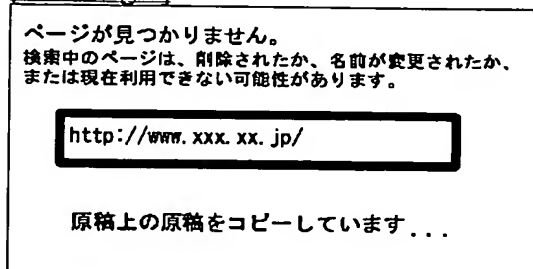 ページが見つかりません。
検索中のページは、削除されたか、名前が変更されたか、
または現在利用できない可能性があります。
http://www.xxx.xx.jp/
原稿上の原稿をコピーしています...